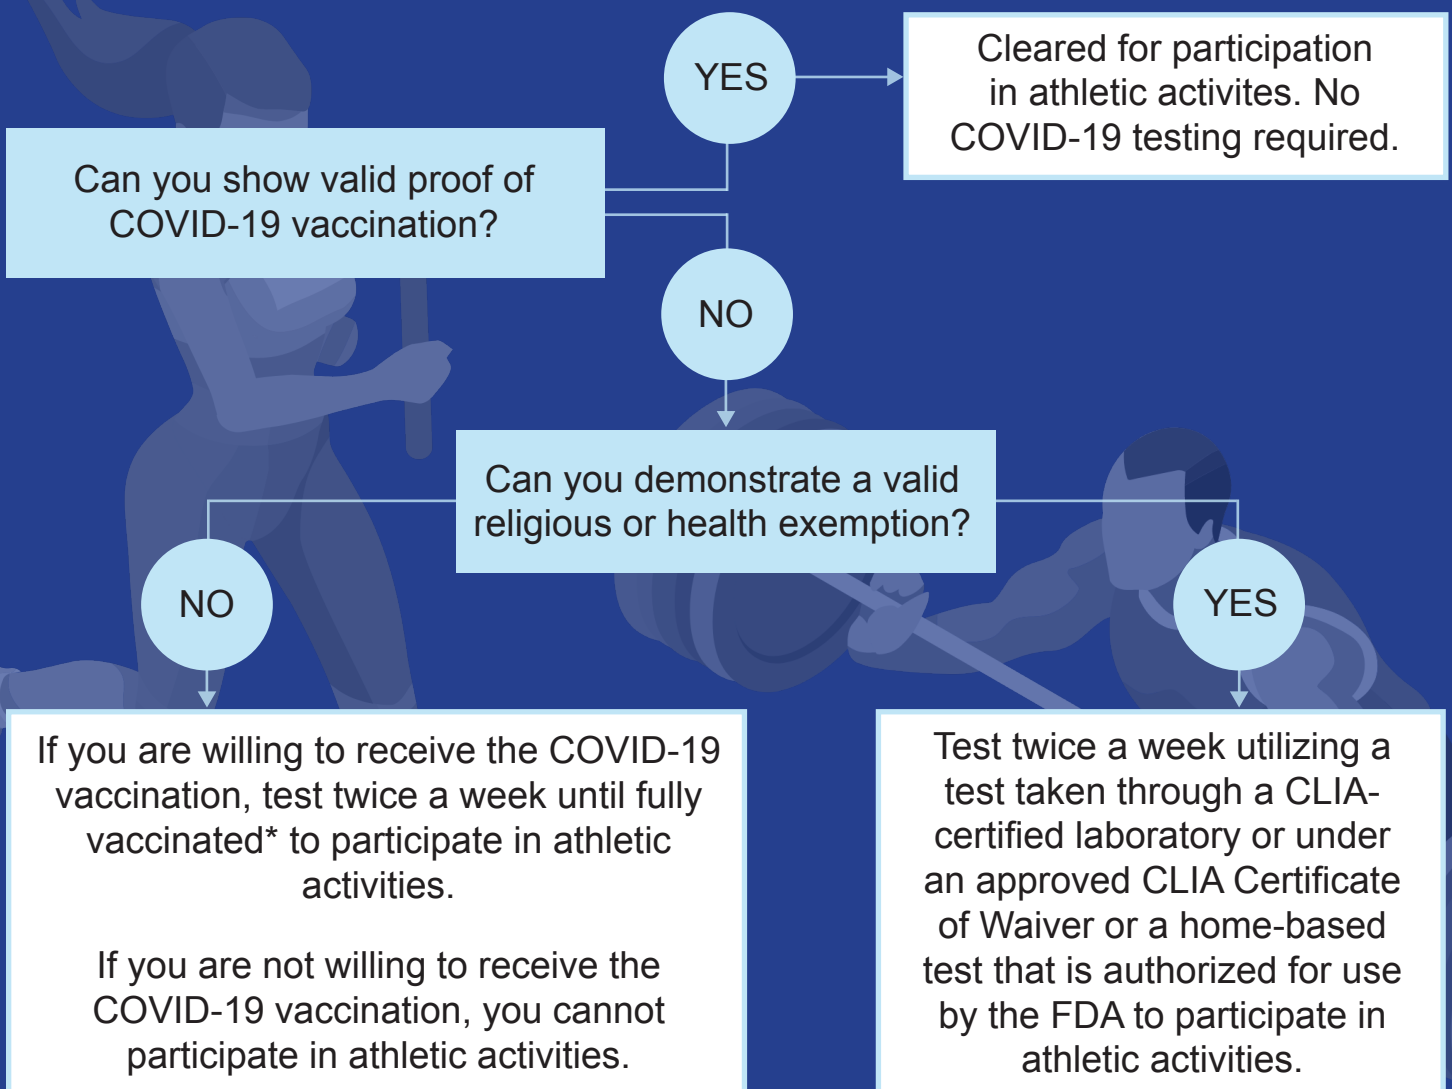 YES
Cleared for participation
in athletic activites. No
COVID-19 testing required.
Can you show valid proof of
COVID-19 vaccination?
NO
Can you demonstrate a valid
religious or health exemption?
NO
YES
If you are willing to receive the COVID-19
vaccination, test twice a week until fully
vaccinated* to participate in athletic
activities.
If you are not willing to receive the
COVID-19 vaccination, you cannot
participate in athletic activities.
Test twice a week utilizing a
test taken through a CLIA-
certified laboratory or under
an approved CLIA Certificate
of Waiver or a home-based
test that is authorized for use
by the FDA to participate in
athletic activities.